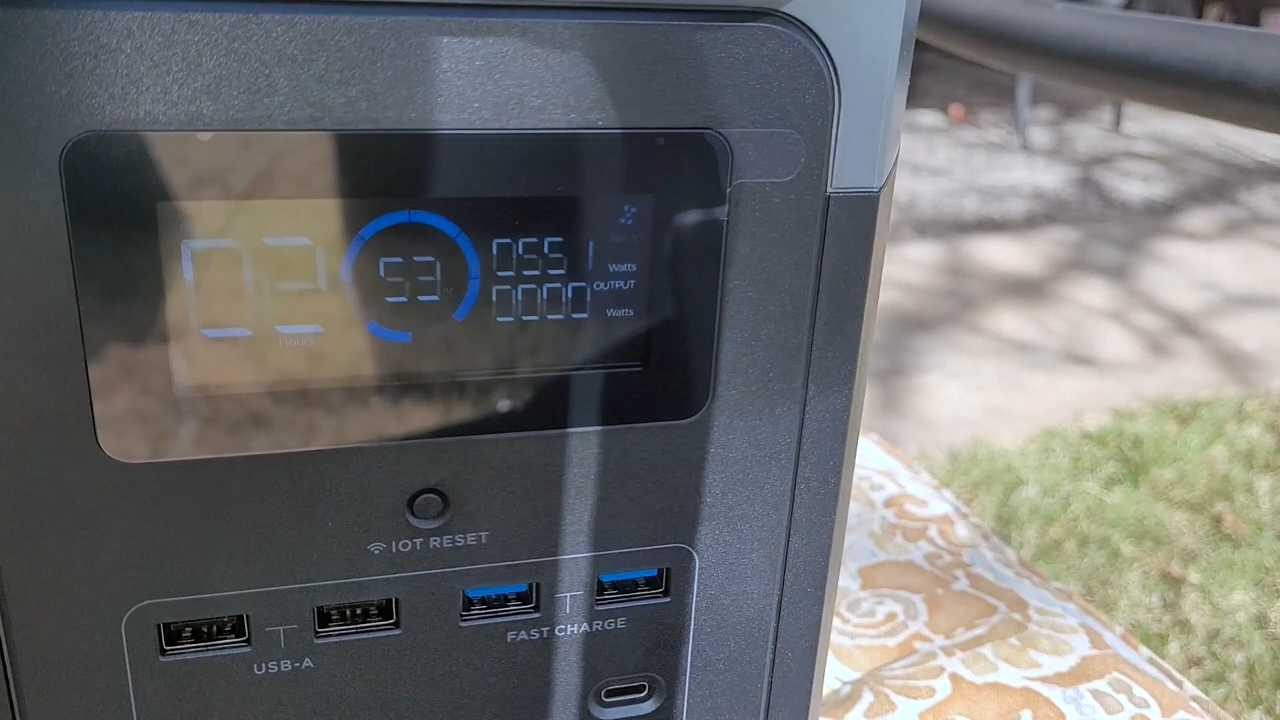 02
Hours
53
0551
Watts
OUTPUT
0000
Watts
IOT RESET
USB-A
FAST CHARGE